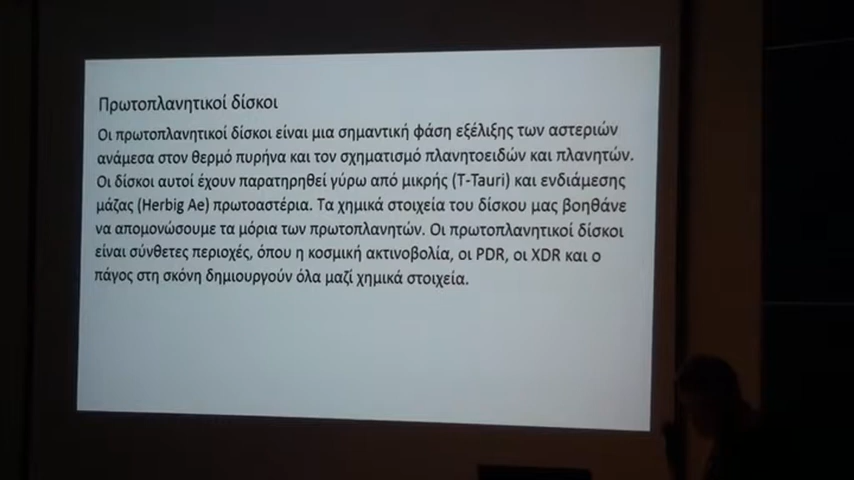 Πρωτοπλανητικοί δίσκοι
Οι πρωτοπλανητικοί δίσκοι είναι μια σημαντική φάση εξέλιξης των αστεριών
ανάμεσα στον θερμό πυρήνα και τον σχηματισμό πλανητοειδών και πλανητών.
Οι δίσκοι αυτοί έχουν παρατηρηθεί γύρω από μικρής (T-Tauri) και ενδιάμεσης
μάζας (Herbig Ae) πρωτοαστέρια. Τα χημικά στοιχεία του δίσκου μας βοηθάνε
να απομονώσουμε τα μόρια των πρωτοπλανητών. Οι πρωτοπλανητικοί δίσκοι
είναι σύνθετες περιοχές, όπου η κοσμική ακτινοβολία, οι PDR, οι XDR και ο
πάγος στη σκόνη δημιουργούν όλα μαζί χημικά στοιχεία.